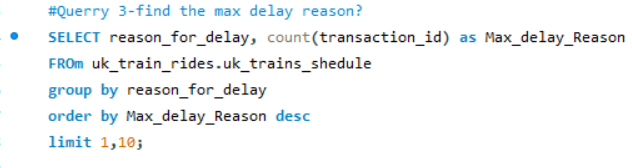 #Querry 3-find the max delay reason?
SELECT reason_for_delay, count(transaction_id) as Max_delay_Reason
FROm uk_train_rides.uk_trains_shedule
group by reason_for_delay
order by Max_delay_Reason desc
limit 1,10;